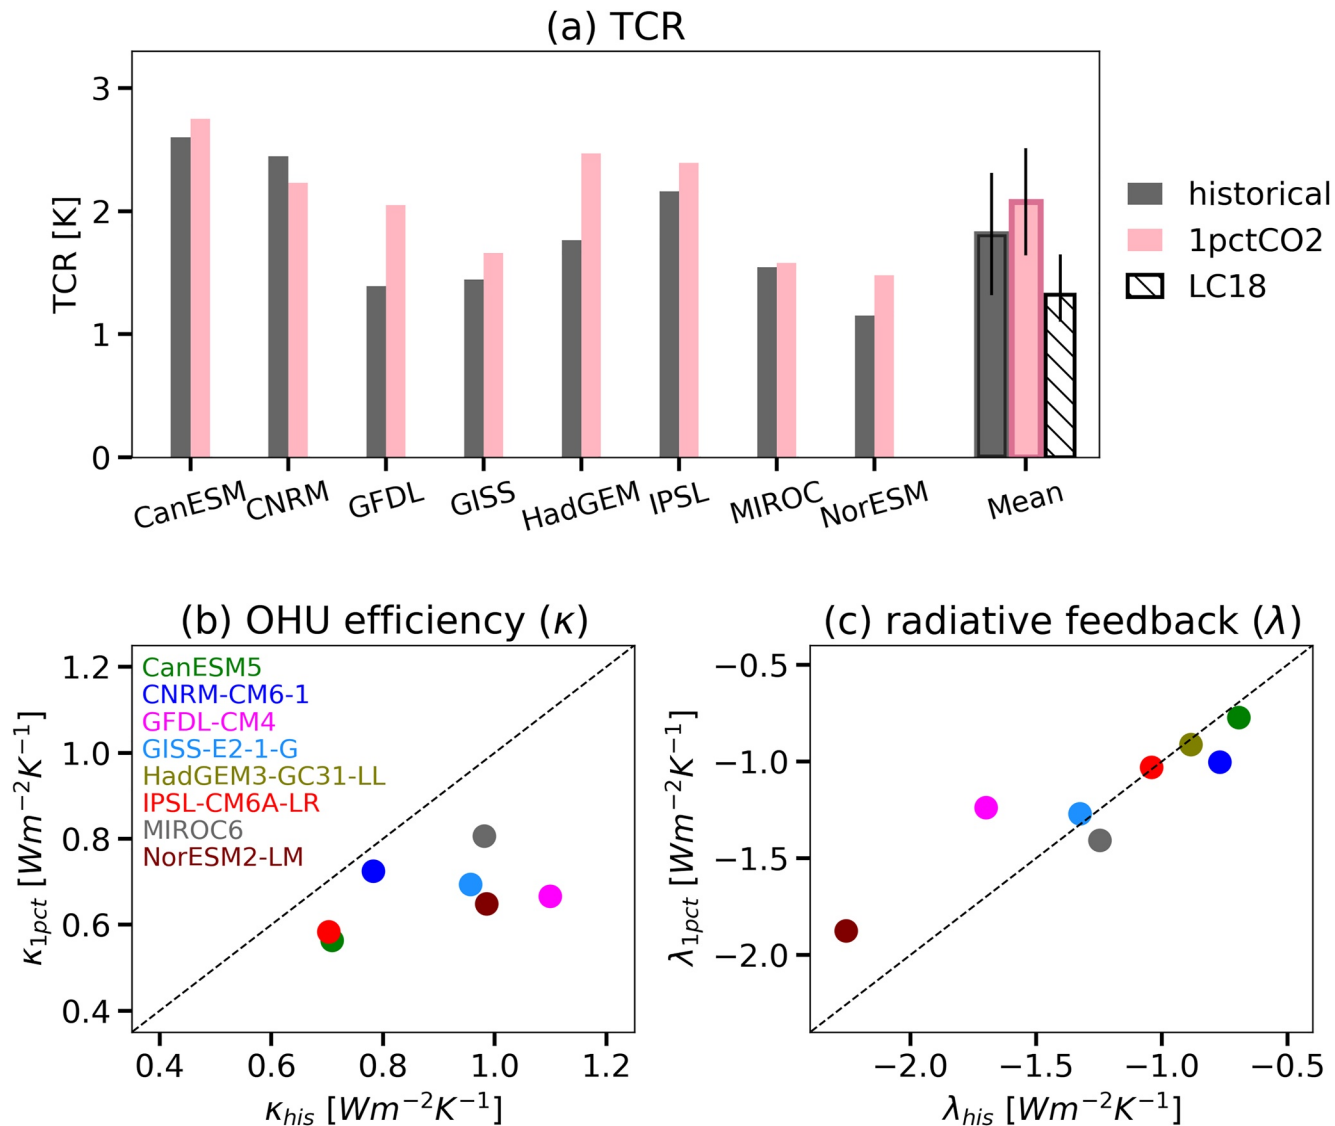 (a) TCR
TCR [K]
3
2
1
0
CanESM CNRM GFDL GISS HadGEM IPSL MIROC NorESM Mean
historical
1pctCO2
LC18
(b) OHU efficiency (κ)
κ1pct [Wm−2K−1]
1.2
1.0
0.8
0.6
0.4
CanESM5
CNRM-CM6-1
GFDL-CM4
GISS-E2-1-G
HadGEM3-GC31-LL
IPSL-CM6A-LR
MIROC6
NorESM2-LM
0.4 0.6 0.8 1.0 1.2
κhis [Wm−2K−1]
(c) radiative feedback (λ)
λ1pct [Wm−2K−1]
−0.5
−1.0
−1.5
−2.0
−2.0 −1.5 −1.0 −0.5
λhis [Wm−2K−1]